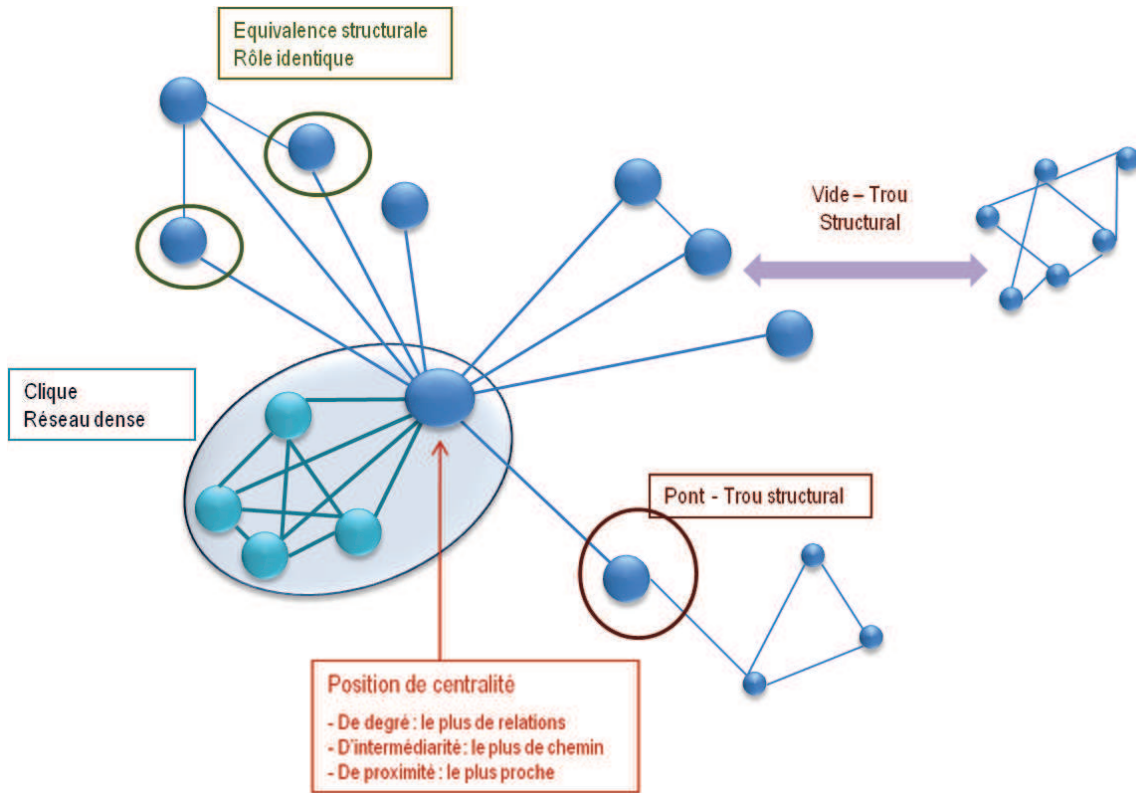 Equivalence structurale
Rôle identique
Vide – Trou
Structural
Clique
Réseau dense
Pont - Trou structural
Position de centralité
- De degré : le plus de relations
- D'intermédiarité : le plus de chemin
- De proximité : le plus proche